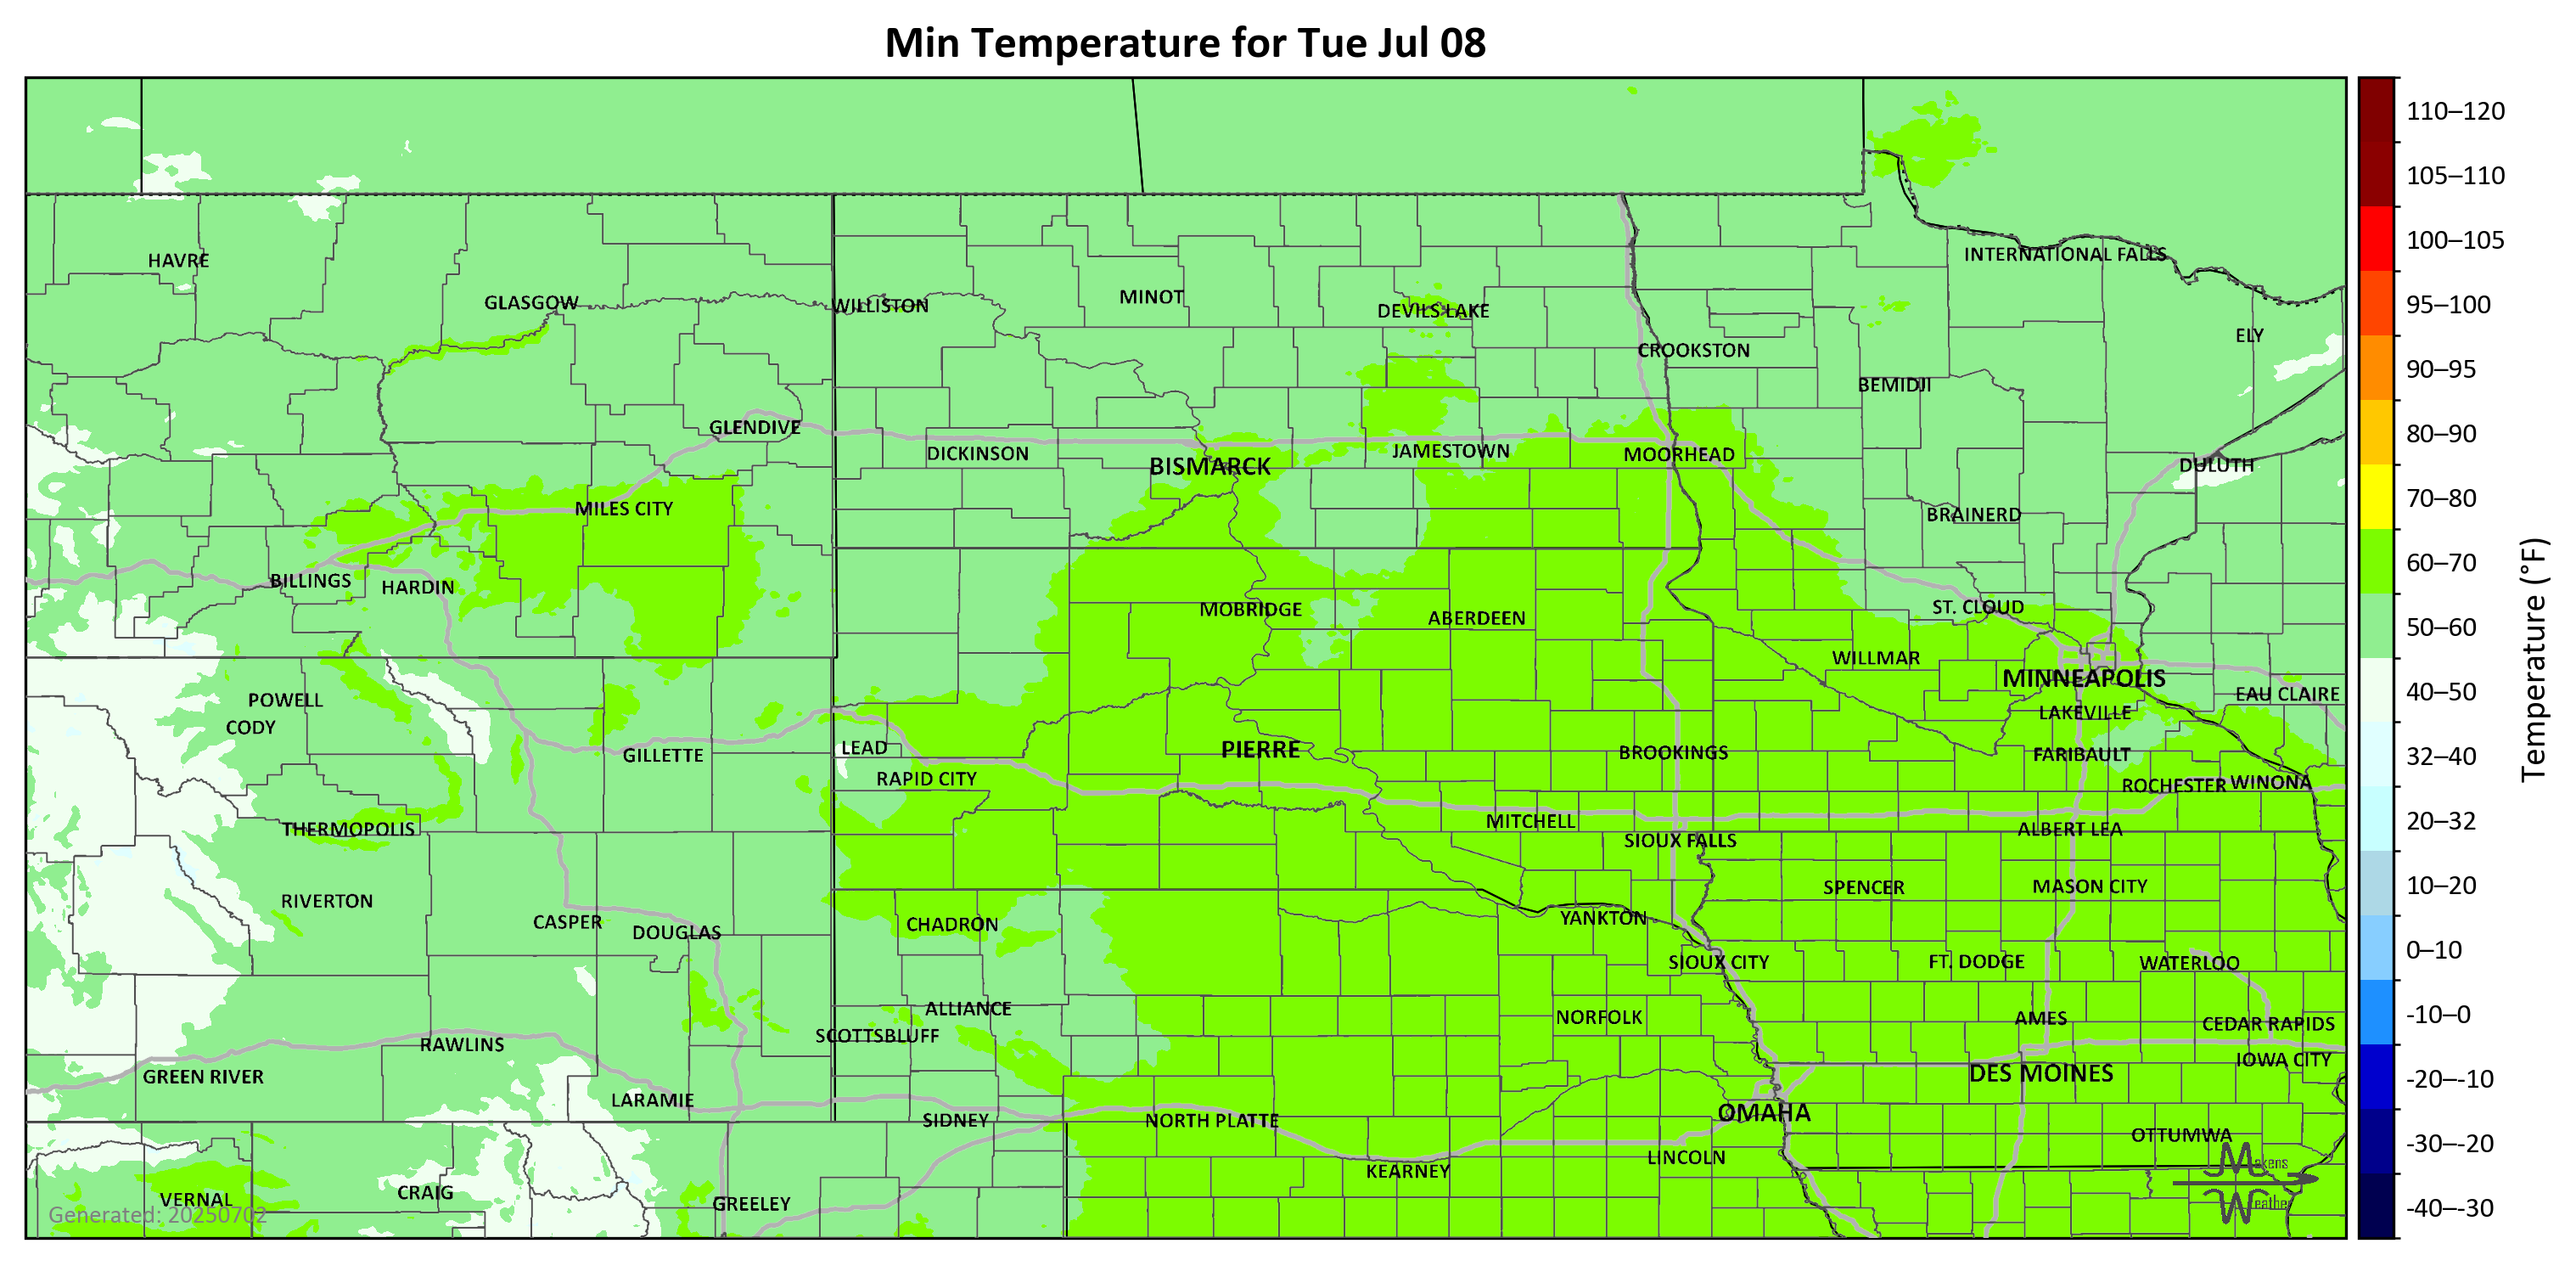 Min Temperature for Tue Jul 08
HAVRE
GLASGOW
WILLISTON
MINOT
DEVILS LAKE
CROOKSTON
INTERNATIONAL FALLS
ELY
BEMIDJI
GLENDIVE
DICKINSON
BISMARCK
JAMESTOWN
MOORHEAD
DULUTH
MILES CITY
BRAINERD
BILLINGS
HARDIN
MOBRIDGE
ABERDEEN
ST. CLOUD
WILLMAR
MINNEAPOLIS
EAU CLAIRE
POWELL
CODY
LAKEVILLE
GILLETTE
LEAD
RAPID CITY
PIERRE
BROOKINGS
FARIBAULT
ROCHESTER
WINONA
THERMOPOLIS
MITCHELL
SIOUX FALLS
ALBERT LEA
RIVERTON
SPENCER
MASON CITY
CASPER
DOUGLAS
CHADRON
YANKTON
SIOUX CITY
FT. DODGE
WATERLOO
ALLIANCE
SCOTTSBLUFF
NORFOLK
AMES
CEDAR RAPIDS
RAWLINS
IOWA CITY
GREEN RIVER
DES MOINES
LARAMIE
SIDNEY
NORTH PLATTE
OMAHA
OTTUMWA
LINCOLN
KEARNEY
VERNAL
CRAIG
GREELEY
Generated: 20250702
Makens
Weather
110–120
105–110
100–105
95–100
90–95
80–90
70–80
60–70
50–60
40–50
32–40
20–32
10–20
0–10
-10–0
-20–-10
-30–-20
-40–-30
Temperature (°F)